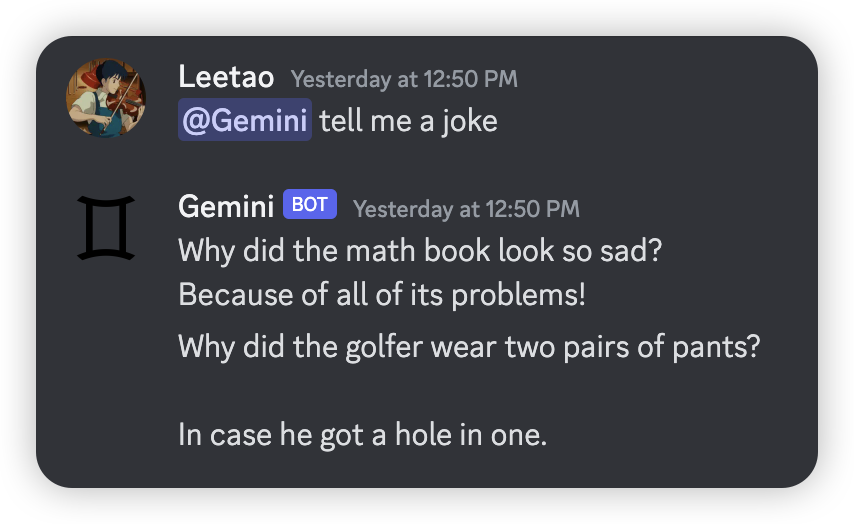 Leetao Yesterday at 12:50 PM
@Gemini tell me a joke
Gemini BOT Yesterday at 12:50 PM
Why did the math book look so sad?
Because of all of its problems!
Why did the golfer wear two pairs of pants?
In case he got a hole in one.